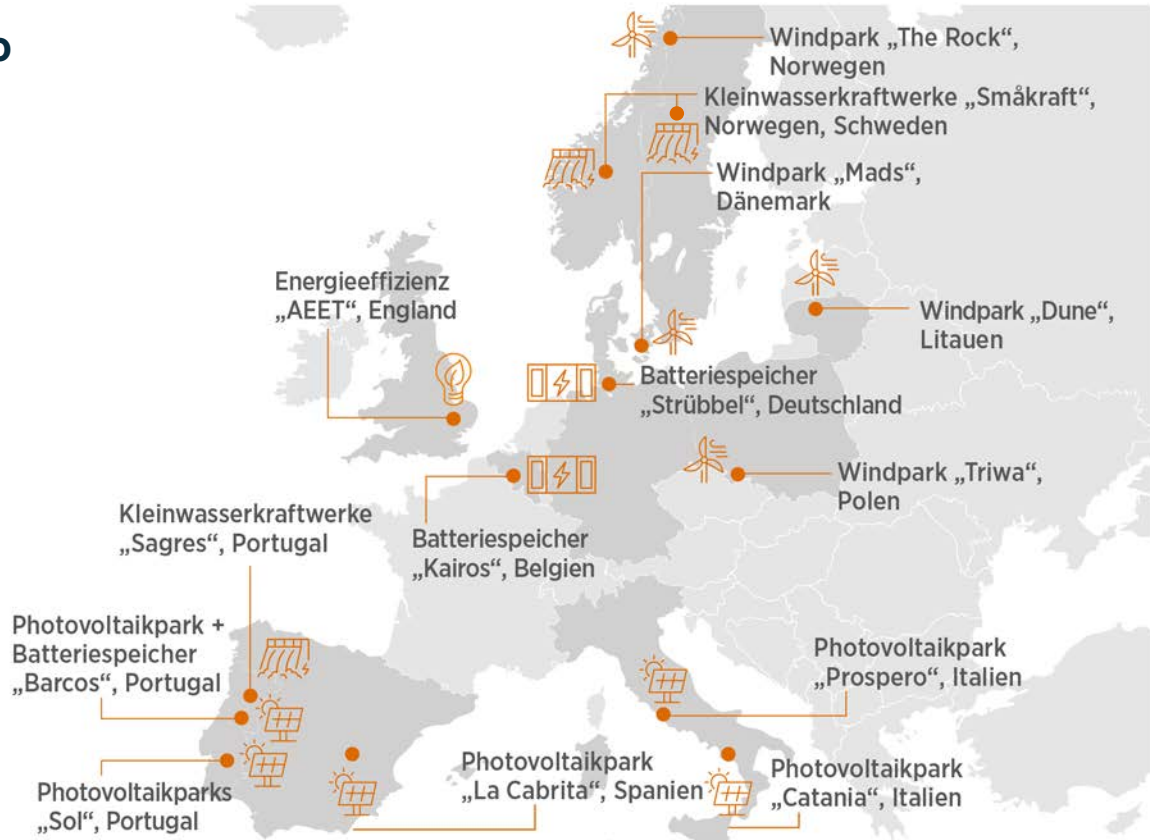 Windpark „The Rock“,
Norwegen
Kleinwasserkraftwerke „Småkraft“,
Norwegen, Schweden
Windpark „Mads“,
Dänemark
Energieeffizienz
„AEET“, England
Windpark „Dune“,
Litauen
Batteriespeicher
„Strübbel“, Deutschland
Windpark „Triwa“,
Polen
Kleinwasserkraftwerke
„Sagres“, Portugal
Batteriespeicher
„Kairos“, Belgien
Photovoltaikpark +
Batteriespeicher
„Barcos“, Portugal
Photovoltaikpark
„Prospero“, Italien
Photovoltaikparks
„Sol“, Portugal
Photovoltaikpark
„La Cabrita“, Spanien
Photovoltaikpark
„Catania“, Italien